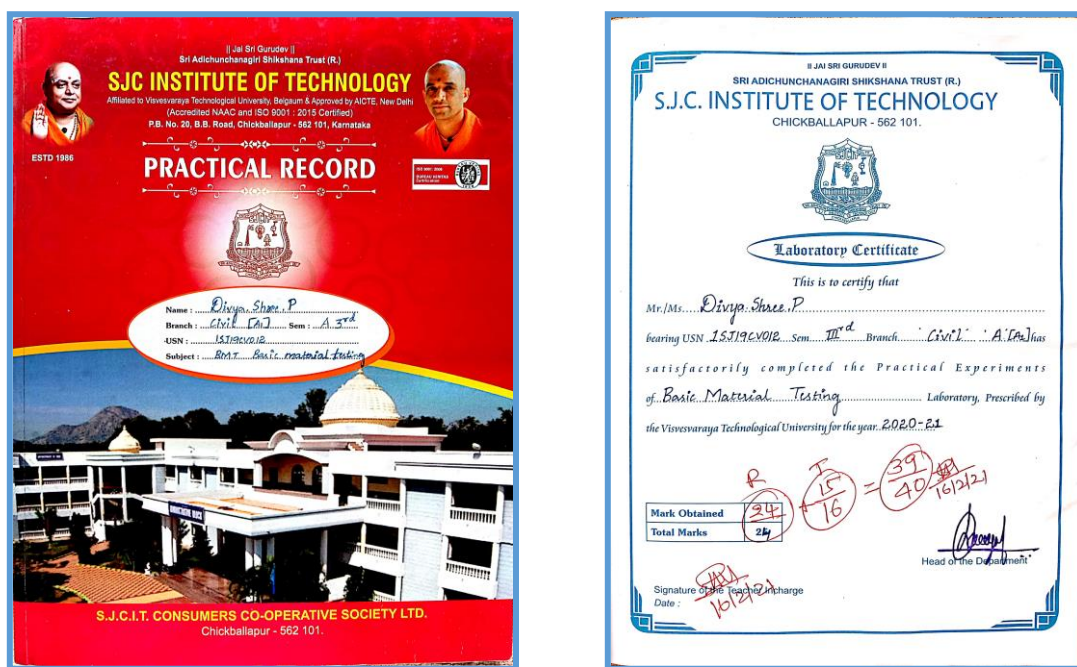 || Jai Sri Gurudev ||
Sri Adichunchanagiri Shikshana Trust (R.)
SJC INSTITUTE OF TECHNOLOGY
Affiliated to Visvesvaraya Technological University, Belgaum & Approved by AICTE, New Delhi
(Accredited NAAC and ISO 9001 : 2015 Certified)
P.B. No. 20, B.B. Road, Chickballapur - 562 101, Karnataka
ESTD 1986
PRACTICAL RECORD
Name : Divya. Shree. P
Branch : Civil [A1] Sem : A 3rd
USN : 1SJ19CV012
Subject : BMT Basic material testing
ADMINISTRATIVE BLOCK
S.J.C.I.T. CONSUMERS CO-OPERATIVE SOCIETY LTD.
Chickballapur - 562 101.
|| JAI SRI GURUDEV ||
SRI ADICHUNCHANAGIRI SHIKSHANA TRUST (R.)
S.J.C. INSTITUTE OF TECHNOLOGY
CHICKBALLAPUR - 562 101.
Laboratory Certificate
This is to certify that
Mr./Ms. Divya. Shree. P
bearing USN 1SJ19CV012 Sem IIIrd Branch 'Civil' 'A' [A2] has
satisfactorily completed the Practical Experiments
of Basic Material Testing Laboratory, Prescribed by
the Visvesvaraya Technological University for the year 2020-21
R I
Mark Obtained 24 + 15 = 39
Total Marks 24 16 40
16/2/21
Head of the Department
Signature of the Teacher Incharge
16/2/21
Date :